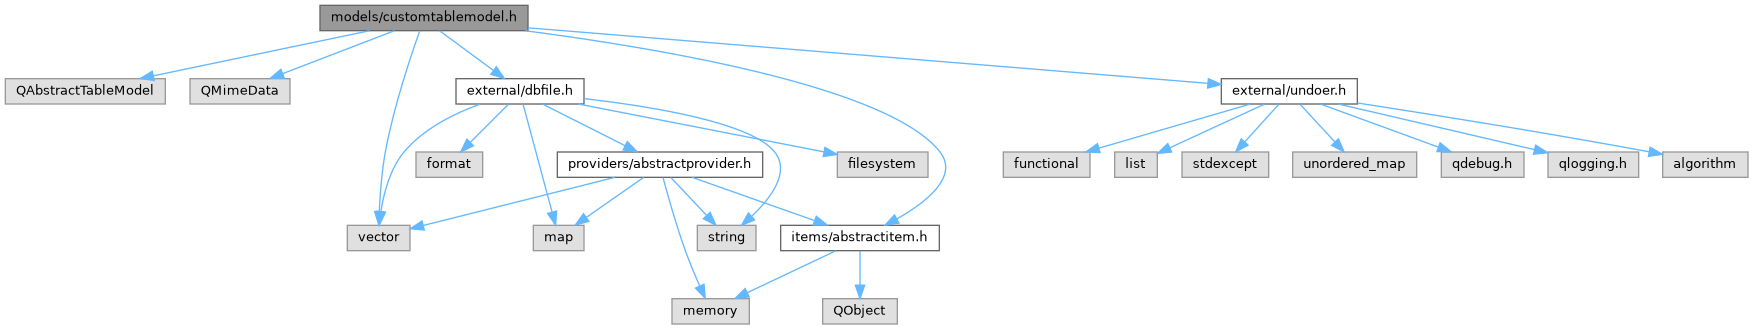 models/customtablemodel.h
QAbstractTableModel
QMimeData
external/dbfile.h
external/undoer.h
format
providers/abstractprovider.h
filesystem
functional
list
stdexcept
unordered_map
qdebug.h
qlogging.h
algorithm
vector
map
string
items/abstractitem.h
memory
QObject